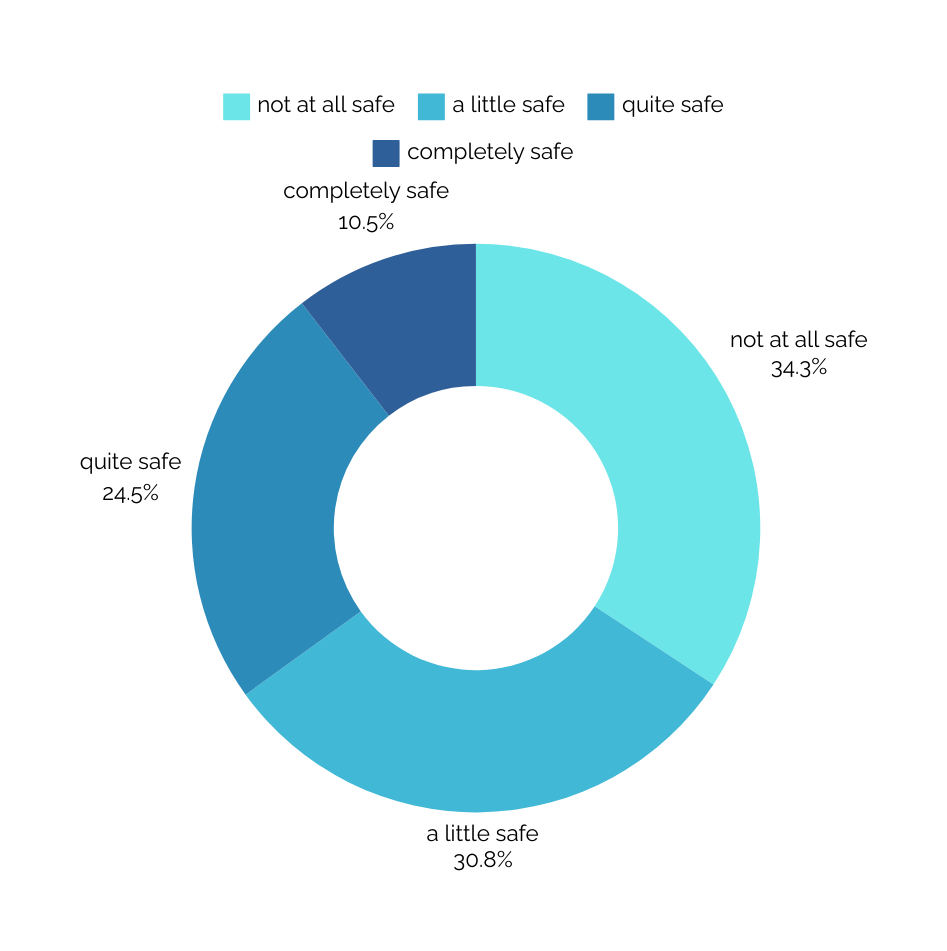 not at all safe a little safe quite safe
completely safe
completely safe
10.5%
not at all safe
34.3%
quite safe
24.5%
a little safe
30.8%